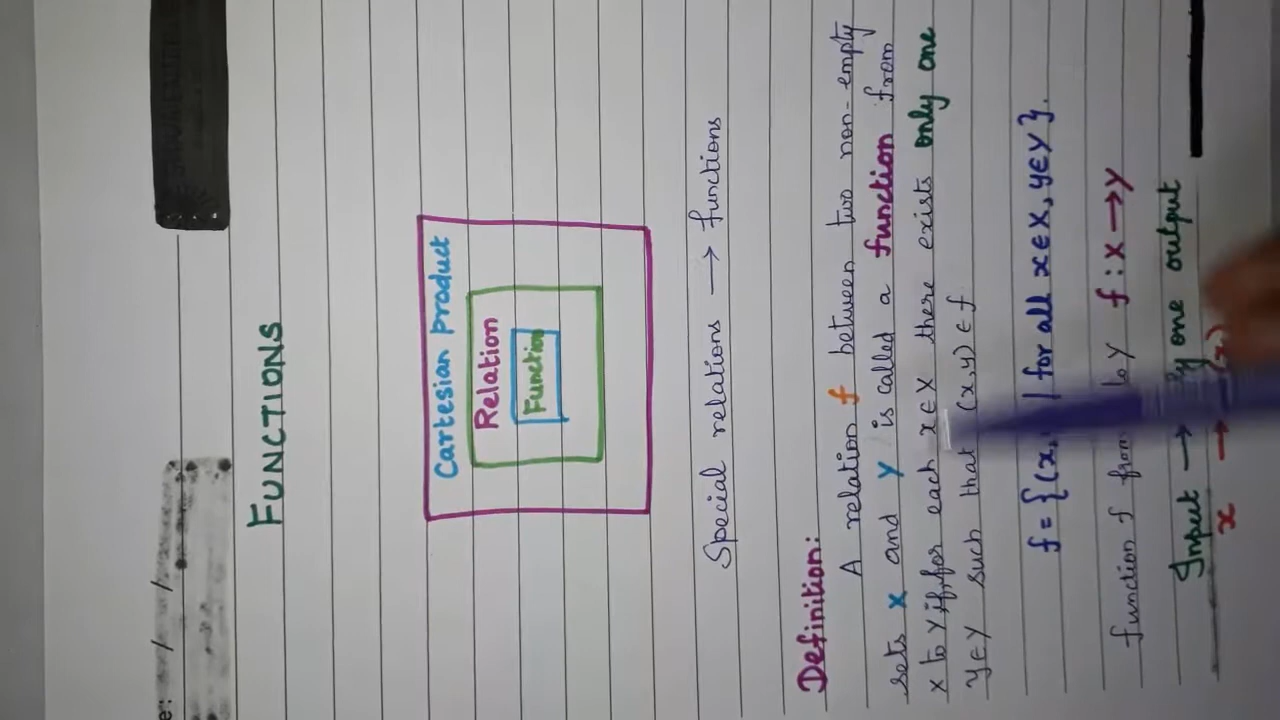 e: / /
FUNCTIONS
Cartesian product
Relation
Function
Special relations → functions
Definition:
A relation f between two non-empty
sets X and Y is called a function from
X to Y if, for each x∈X there exists only one
y∈Y such that (x,y) ∈ f
f = {(x, | for all x∈X, y∈Y}.
function f from to Y f : X → Y
Input → one output
x → (x)